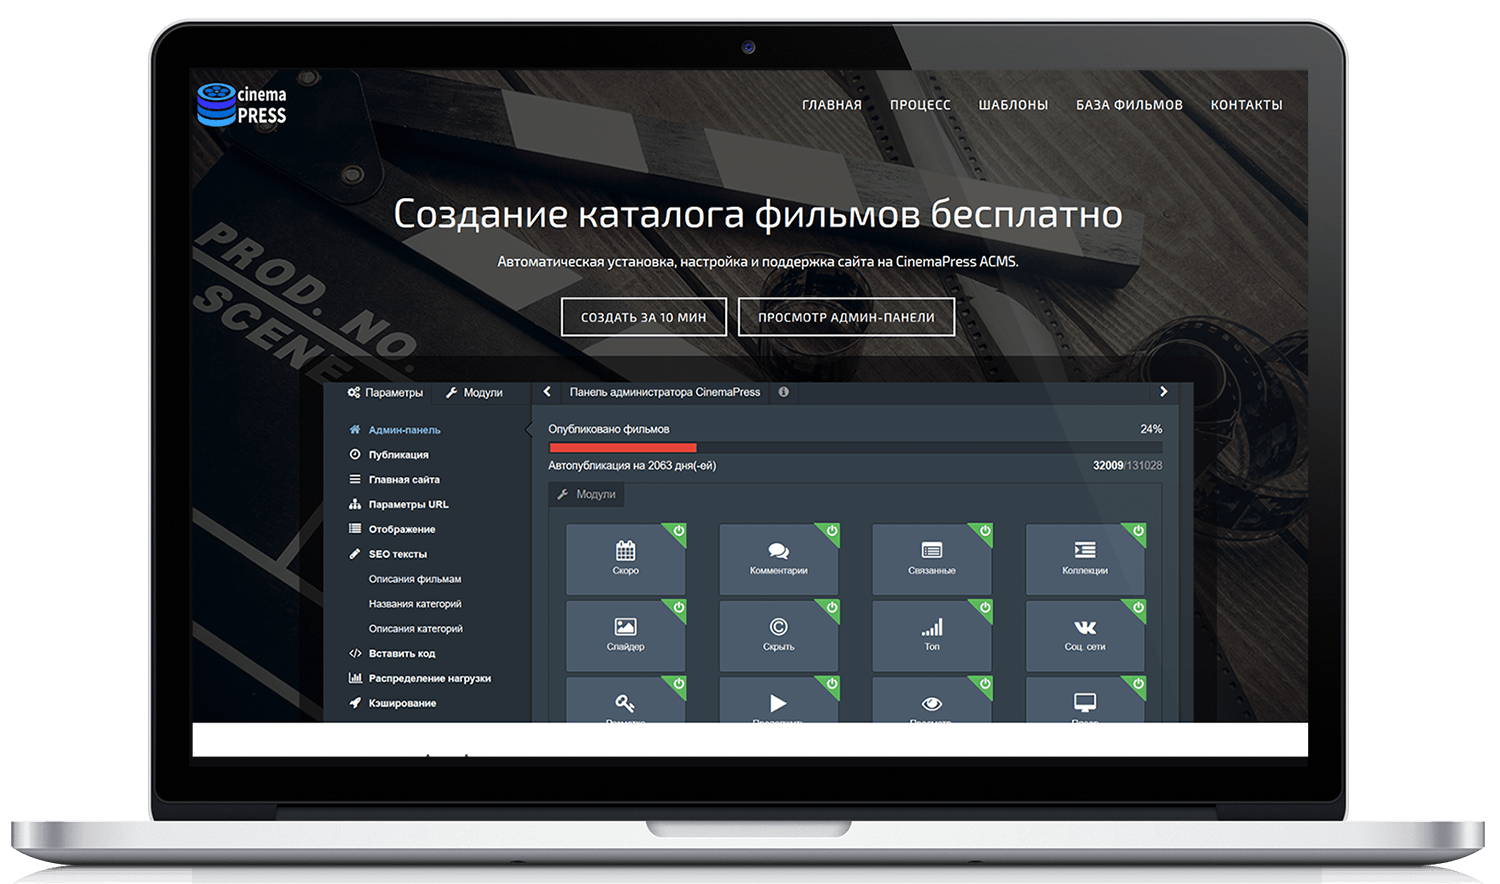 cinema
PRESS
ГЛАВНАЯ ПРОЦЕСС ШАБЛОНЫ БАЗА ФИЛЬМОВ КОНТАКТЫ
PROD. NO.
SCENE
Создание каталога фильмов бесплатно
Автоматическая установка, настройка и поддержка сайта на CinemaPress ACMS.
СОЗДАТЬ ЗА 10 МИН ПРОСМОТР АДМИН-ПАНЕЛИ
Параметры Модули Панель администратора CinemaPress
Админ-панель
Публикация
Главная сайта
Параметры URL
Отображение
SEO тексты
Описания фильмам
Названия категорий
Описания категорий
Вставить код
Распределение нагрузки
Кэширование
Опубликовано фильмов 24%
Автопубликация на 2063 дня(-ей) 32009/131028
Модули
Скоро Комментарии Связанные Коллекции
Слайдер Скрыть Топ Соц. сети